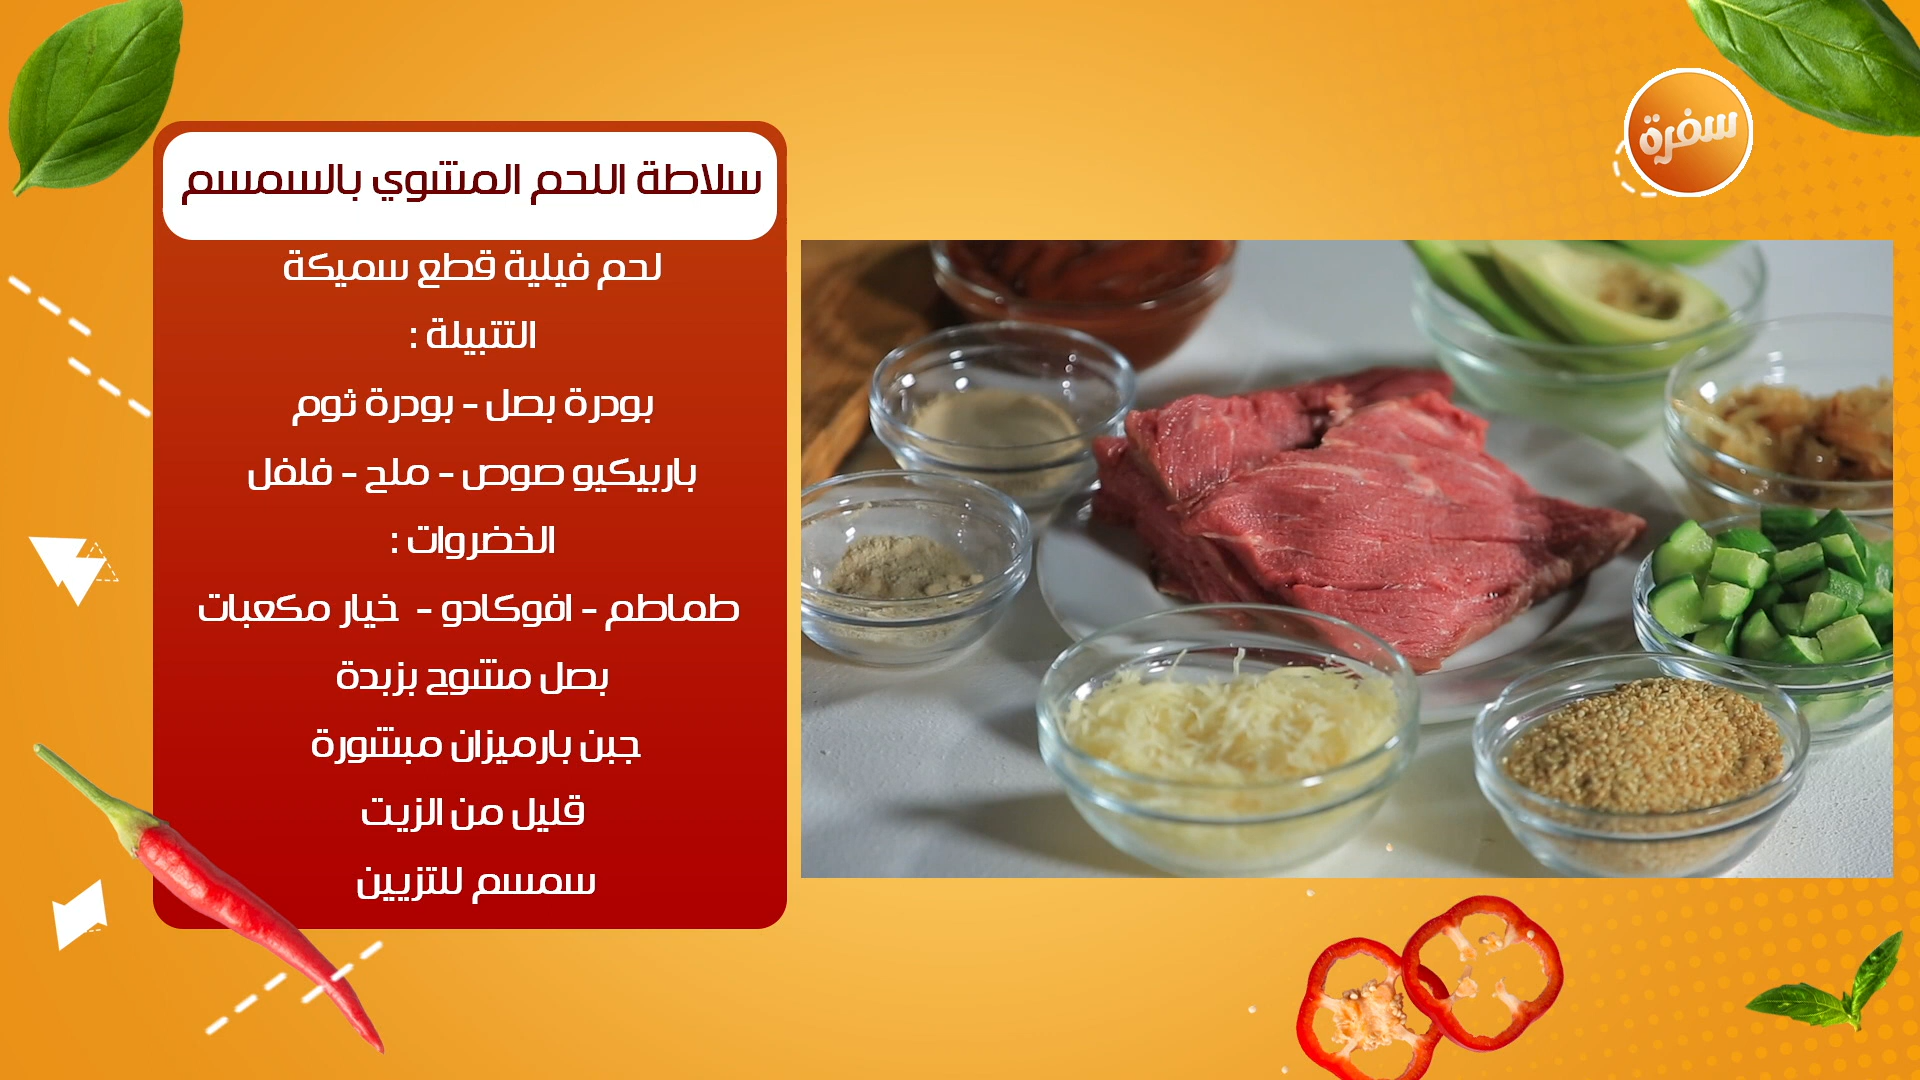 سفرة
سلاطة اللحم المشوي بالسمسم
لحم فيلية قطع سميكة
التتبيلة :
بودرة بصل - بودرة ثوم
باربيكيو صوص - ملح - فلفل
الخضروات :
طماطم - افوكادو - خيار مكعبات
بصل مشوح بزبدة
جبن بارميزان مبشورة
قليل من الزيت
سمسم للتزيين